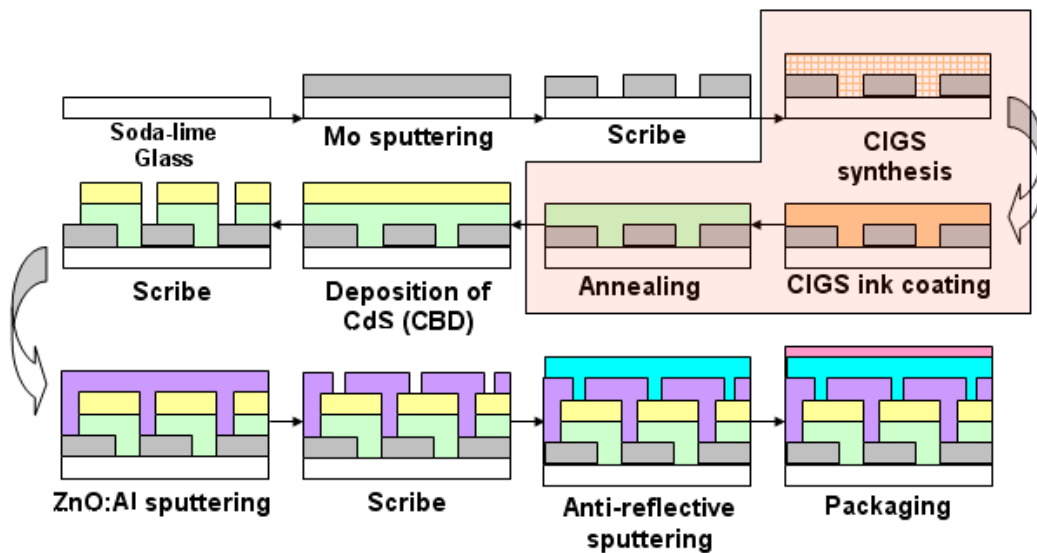 Soda-lime
Glass
Mo sputtering
Scribe
CIGS
synthesis
Scribe
Deposition of
CdS (CBD)
Annealing
CIGS ink coating
ZnO:Al sputtering
Scribe
Anti-reflective
sputtering
Packaging